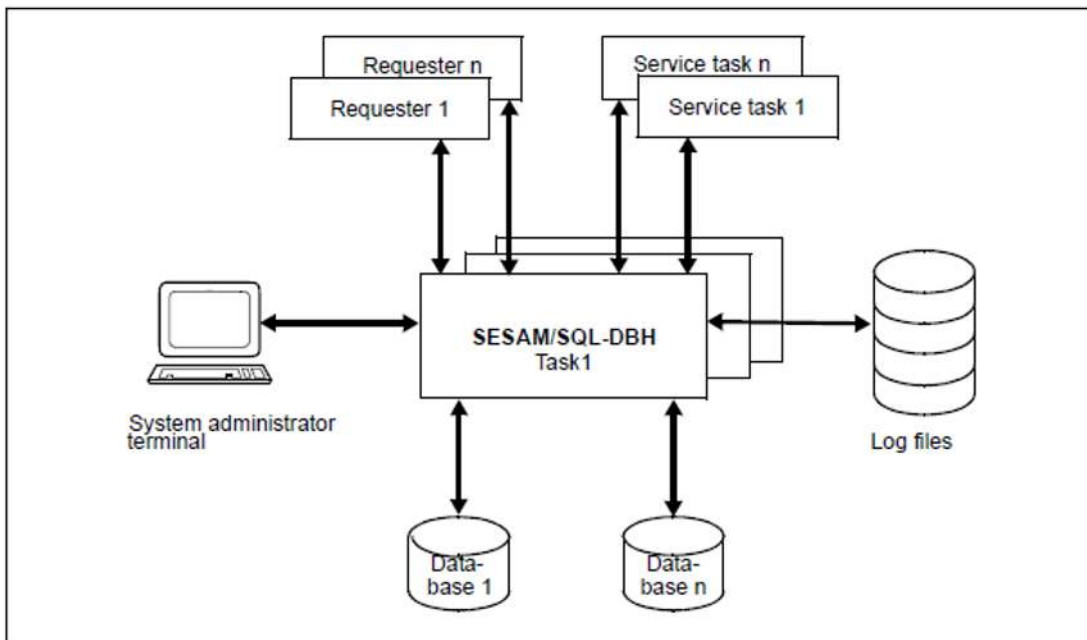 Requester n
Requester 1
Service task n
Service task 1
SESAM/SQL-DBH
Task1
System administrator
terminal
Log files
Data-
base 1
Data-
base n